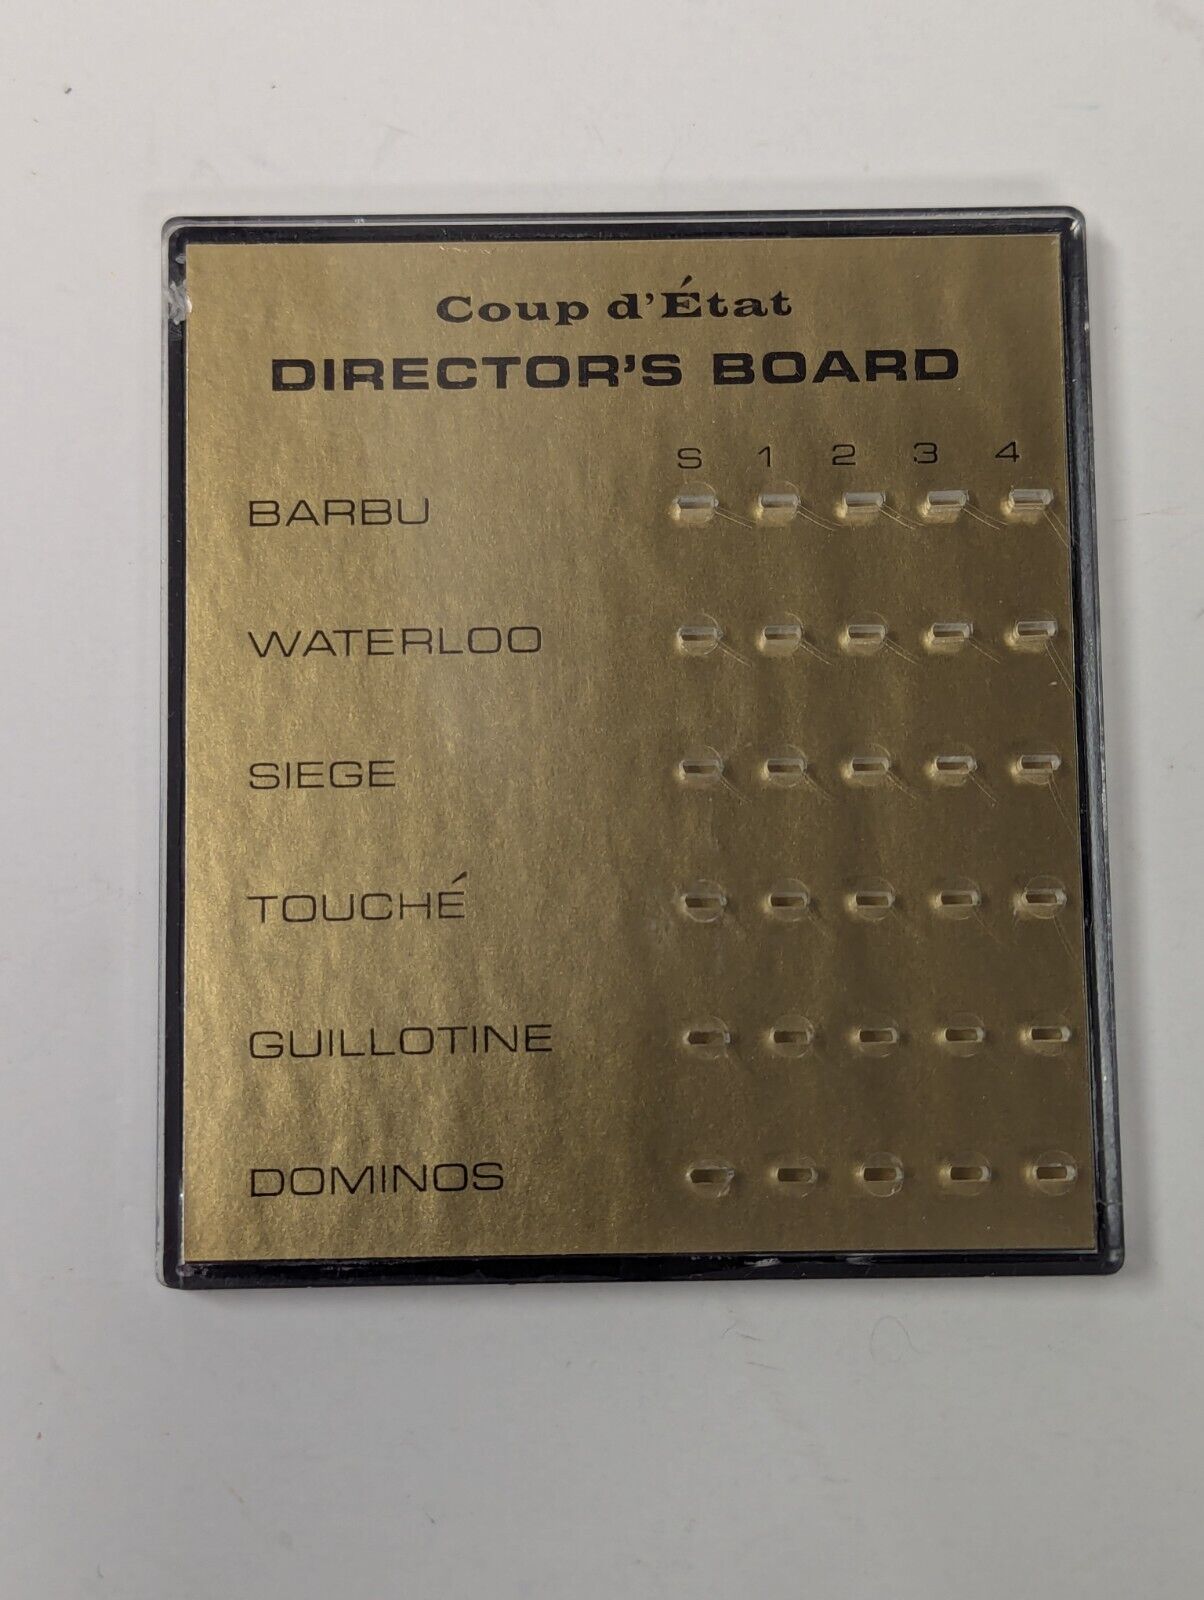 Coup d'État
DIRECTOR'S BOARD
S 1 2 3 4
BARBU
WATERLOO
SIEGE
TOUCHÉ
GUILLOTINE
DOMINOS